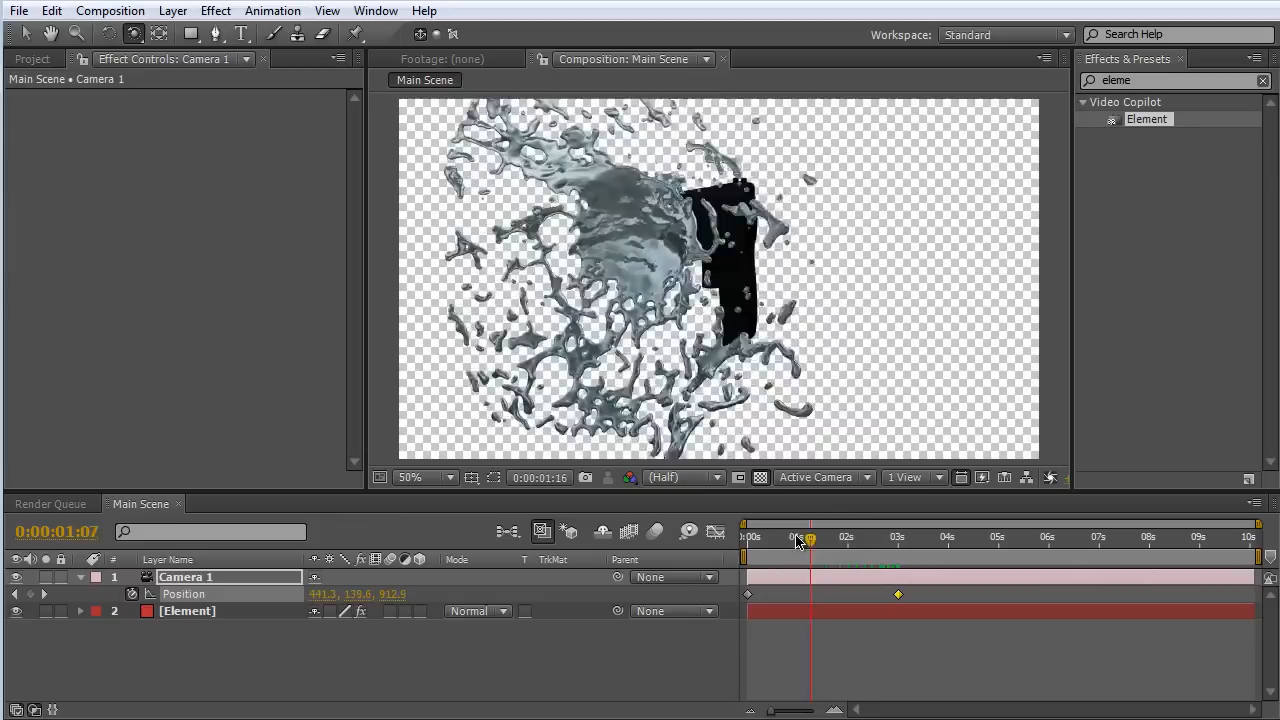 File Edit Composition Layer Effect Animation View Window Help
Workspace: Standard Search Help
Project Effect Controls: Camera 1 Footage: (none) Composition: Main Scene Effects & Presets
Main Scene • Camera 1 Main Scene eleme
Video Copilot
Element
50% 0:00:01:16 (Half) Active Camera 1 View
Render Queue Main Scene
0:00:01:07
:00s 02s 03s 04s 05s 06s 07s 08s 09s 10s
# Layer Name Mode T TrkMat Parent
1 Camera 1 None
Position 441.3, 139.6, 912.9
2 [Element] Normal None